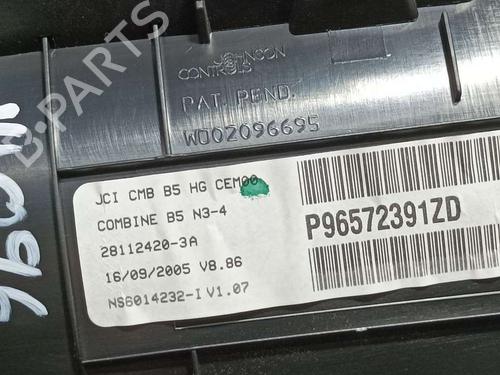 JOHNSON
CONTROLS
PAT. PEND.
WO02096695
B-PARTS
JCI CMB B5 HG CEM00
COMBINE B5 N3-4
28112420-3A
16/09/2005 V8.86
NS6014232-I V1.07
P96572391ZD